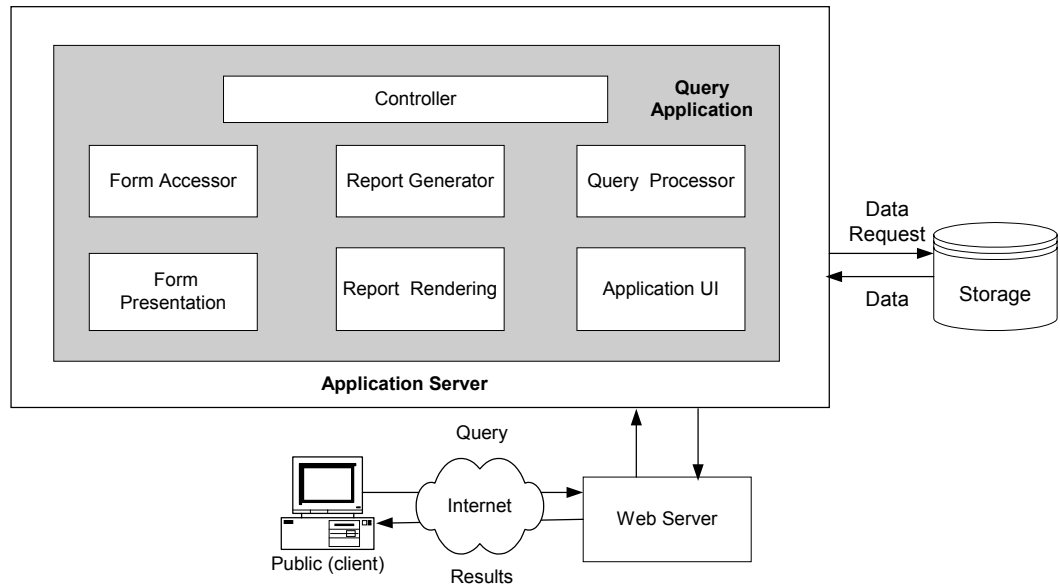 Controller
Query
Application
Form Accessor
Report Generator
Query Processor
Form
Presentation
Report Rendering
Application UI
Application Server
Data
Request
Data
Storage
Query
Internet
Web Server
Public (client)
Results